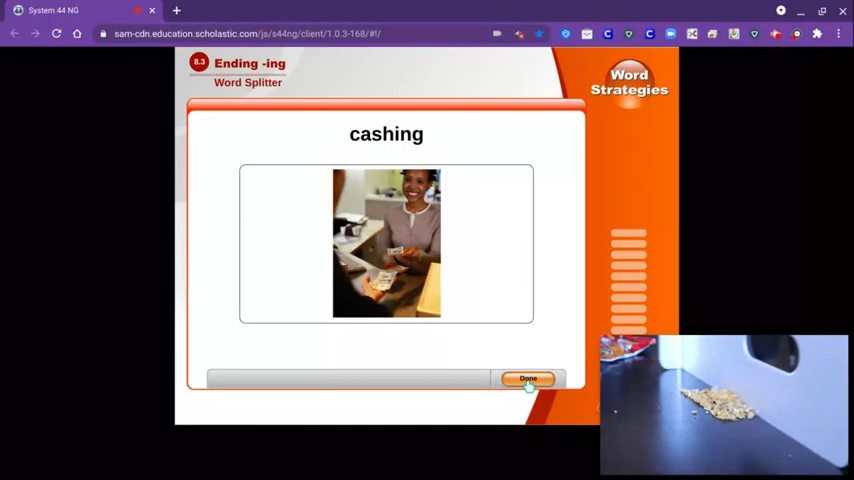 System 44 NG
sam-cdn.education.scholastic.com/js/s44ng/client/1.0.3-168/#!/
8.3 Ending -ing
Word Splitter
Word
Strategies
cashing
Done